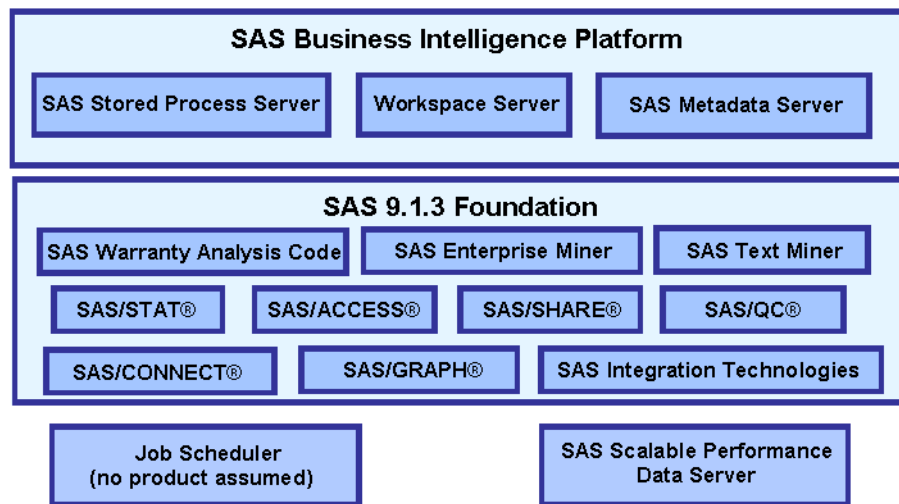 SAS Business Intelligence Platform
SAS Stored Process Server
Workspace Server
SAS Metadata Server
SAS 9.1.3 Foundation
SAS Warranty Analysis Code
SAS Enterprise Miner
SAS Text Miner
SAS/STAT®
SAS/ACCESS®
SAS/SHARE®
SAS/QC®
SAS/CONNECT®
SAS/GRAPH®
SAS Integration Technologies
Job Scheduler
(no product assumed)
SAS Scalable Performance
Data Server